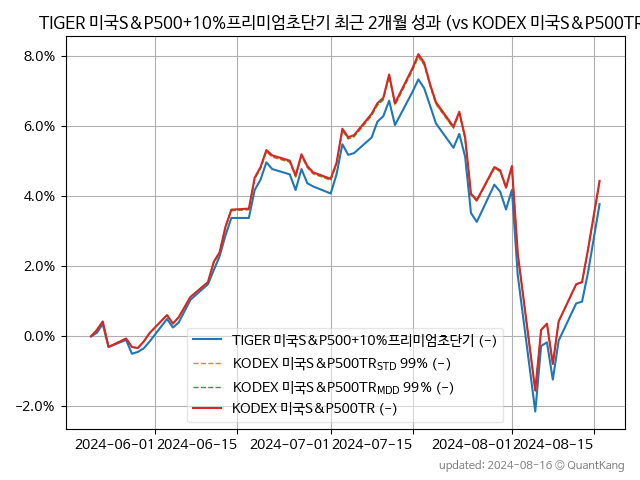 TIGER 미국S&P500+10%프리미엄초단기 최근 2개월 성과 (vs KODEX 미국S&P500TR
8.0%
6.0%
4.0%
2.0%
0.0%
−2.0%
TIGER 미국S&P500+10%프리미엄초단기 (-)
KODEX 미국S&P500TR_STD 99% (-)
KODEX 미국S&P500TR_MDD 99% (-)
KODEX 미국S&P500TR (-)
2024-06-01 2024-06-15 2024-07-01 2024-07-15 2024-08-01 2024-08-15
updated: 2024-08-16 © QuantKang